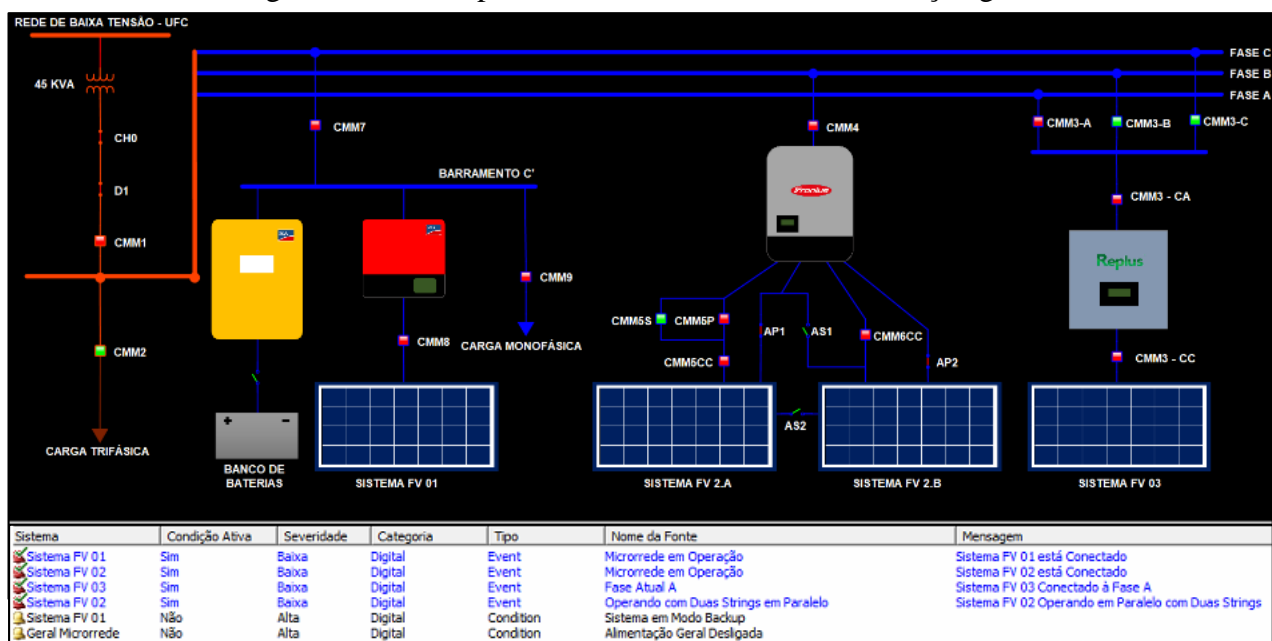 REDE DE BAIXA TENSÃO - UFC
FASE C
FASE B
FASE A
45 KVA
CH0
D1
CMM1
CMM2
CARGA TRIFÁSICA
CMM7
BARRAMENTO C'
CMM9
CMM8
CARGA MONOFÁSICA
+ -
BANCO DE
BATERIAS
SISTEMA FV 01
CMM4
Fronius
CMM5S
CMM5P
AP1
AS1
CMM6CC
CMM5CC
AP2
AS2
SISTEMA FV 2.A
SISTEMA FV 2.B
CMM3-A
CMM3-B
CMM3-C
CMM3 - CA
Replus
CMM3 - CC
SISTEMA FV 03
Sistema Condição Ativa Severidade Categoria Tipo Nome da Fonte Mensagem
Sistema FV 01 Sim Baixa Digital Event Microrrede em Operação Sistema FV 01 está Conectado
Sistema FV 02 Sim Baixa Digital Event Microrrede em Operação Sistema FV 02 está Conectado
Sistema FV 03 Sim Baixa Digital Event Fase Atual A Sistema FV 03 Conectado à Fase A
Sistema FV 02 Sim Baixa Digital Event Operando com Duas Strings em Paralelo Sistema FV 02 Operando em Paralelo com Duas Strings
Sistema FV 01 Não Alta Digital Condition Sistema em Modo Backup
Geral Microrrede Não Alta Digital Condition Alimentação Geral Desligada